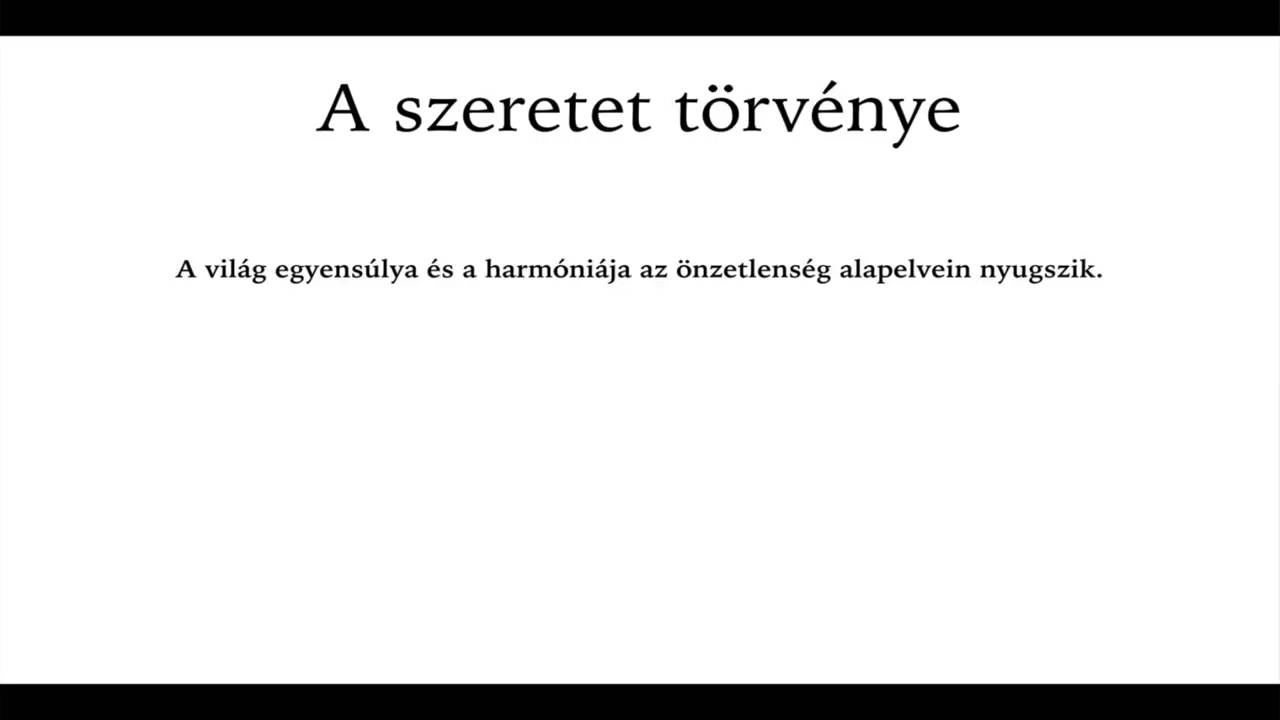 A szeretet törvénye
A világ egyensúlya és a harmóniája az önzetlenség alapelvein nyugszik.